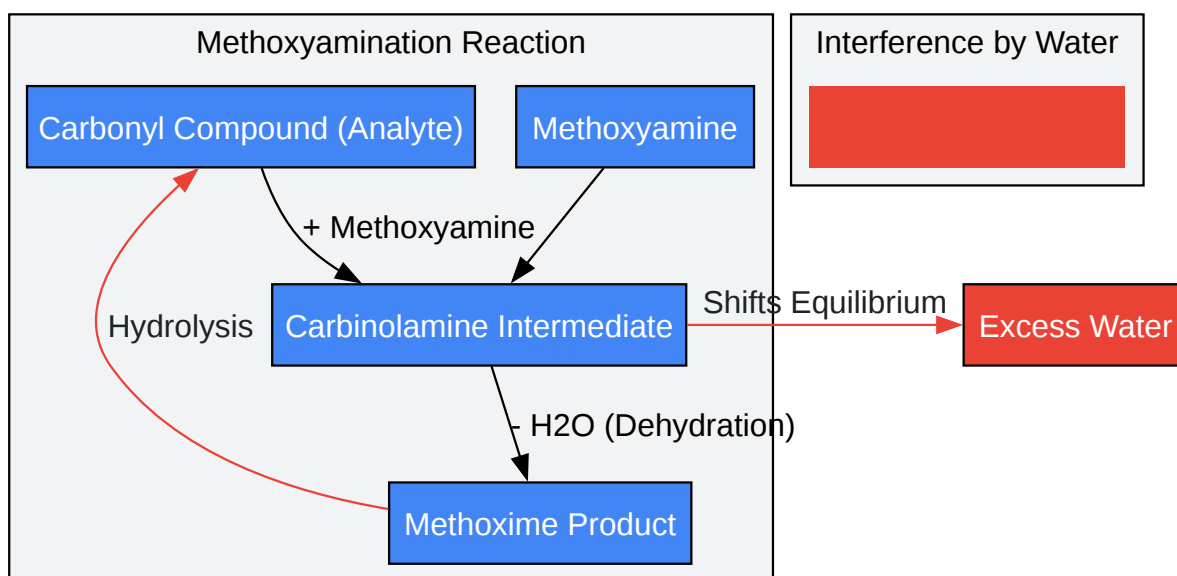 Methoxyamination Reaction
Interference by Water
Carbonyl Compound (Analyte)
Methoxyamine
+ Methoxyamine
Hydrolysis
Carbinolamine Intermediate
Shifts Equilibrium
Excess Water
- H2O (Dehydration)
Methoxime Product